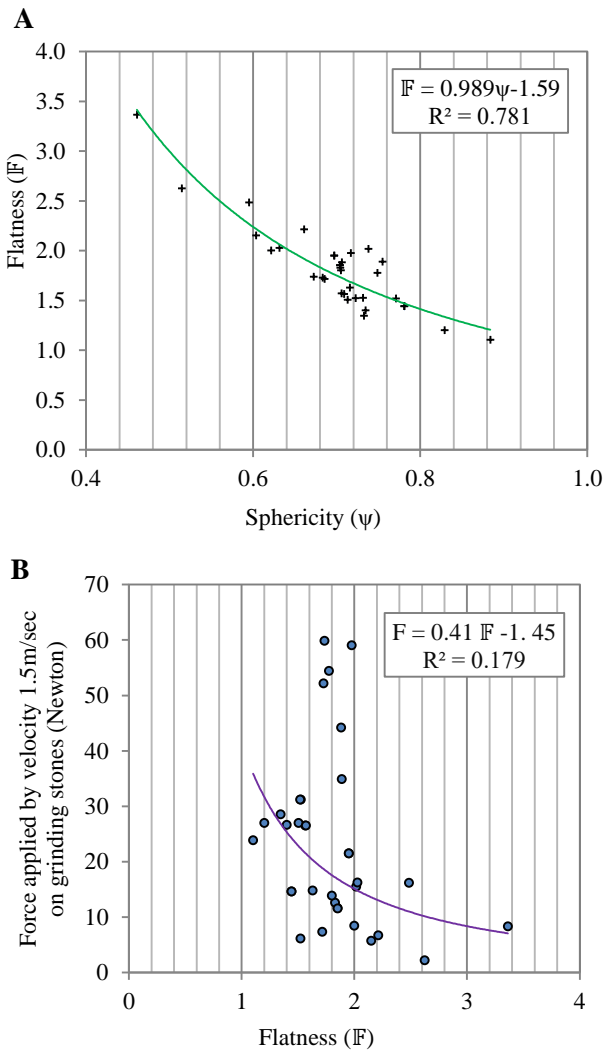 A
4.0
3.5
3.0
2.5
2.0
1.5
1.0
0.5
0.0
Flatness (𝔽)
𝔽 = 0.989ψ-1.59
R² = 0.781
0.4
0.6
0.8
1.0
Sphericity (ψ)
B
70
60
50
40
30
20
10
0
Force applied by velocity 1.5m/sec
on grinding stones (Newton)
F = 0.41 𝔽 -1. 45
R² = 0.179
0
1
2
3
4
Flatness (𝔽)